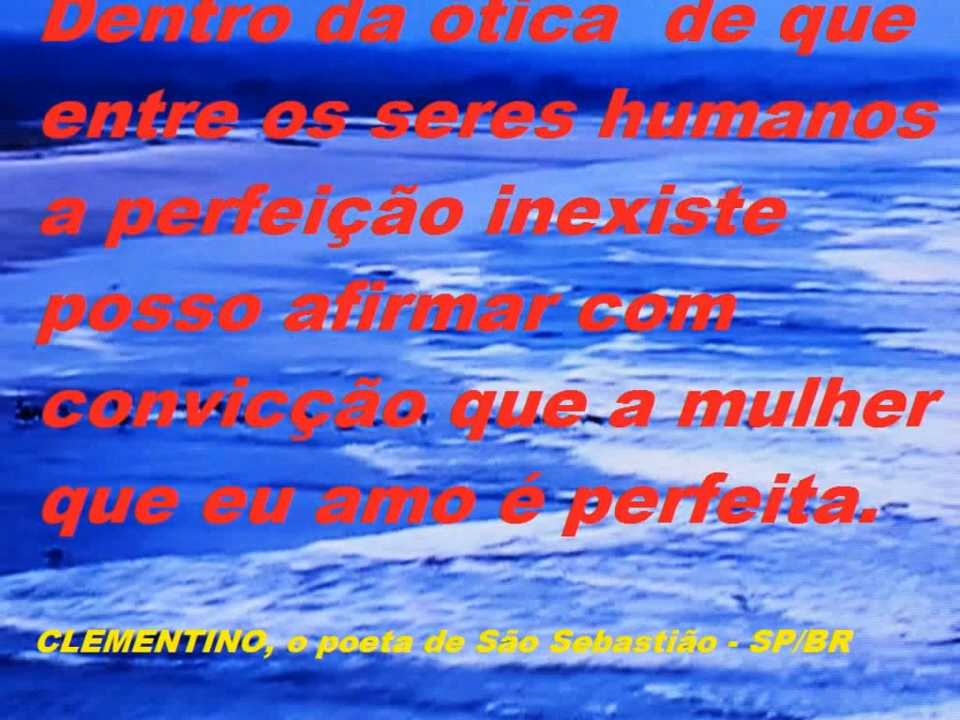 Dentro da ótica de que
entre os seres humanos
a perfeição inexiste
posso afirmar com
convicção que a mulher
que eu amo é perfeita.
CLEMENTINO, o poeta de São Sebastião - SP/BR